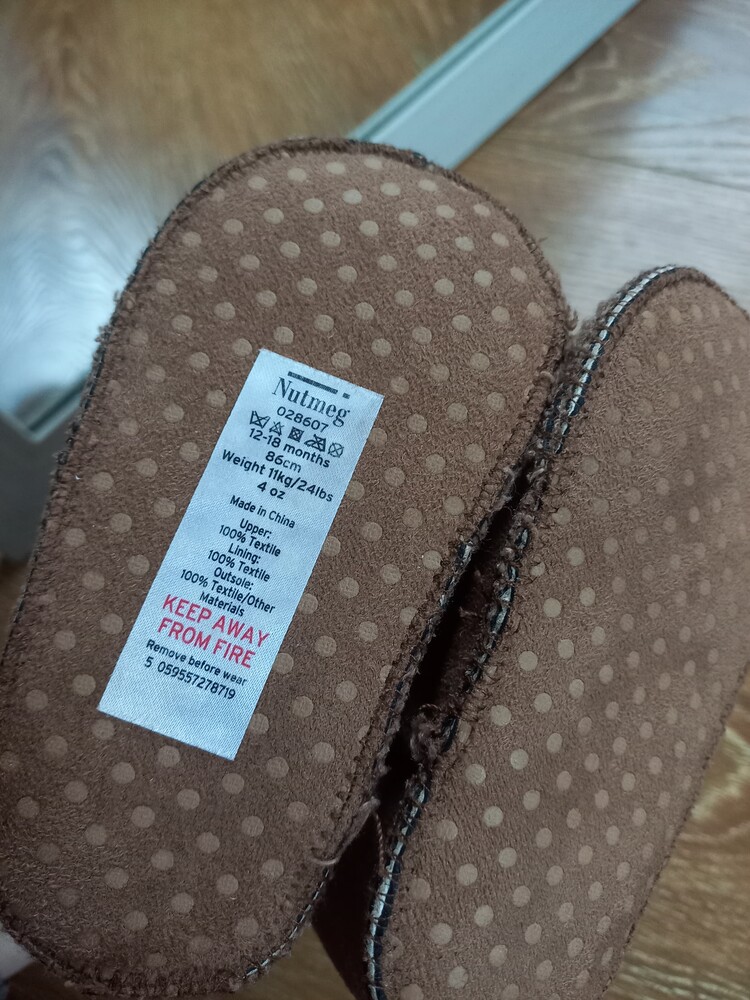 Nutmeg
028607
12-18 months
86cm
Weight 11kg/24lbs
4 oz
Made in China
Upper:
100% Textile
Lining:
100% Textile
Outsole:
100% Textile/Other
Materials
KEEP AWAY
FROM FIRE
Remove before wear
5 059557278719